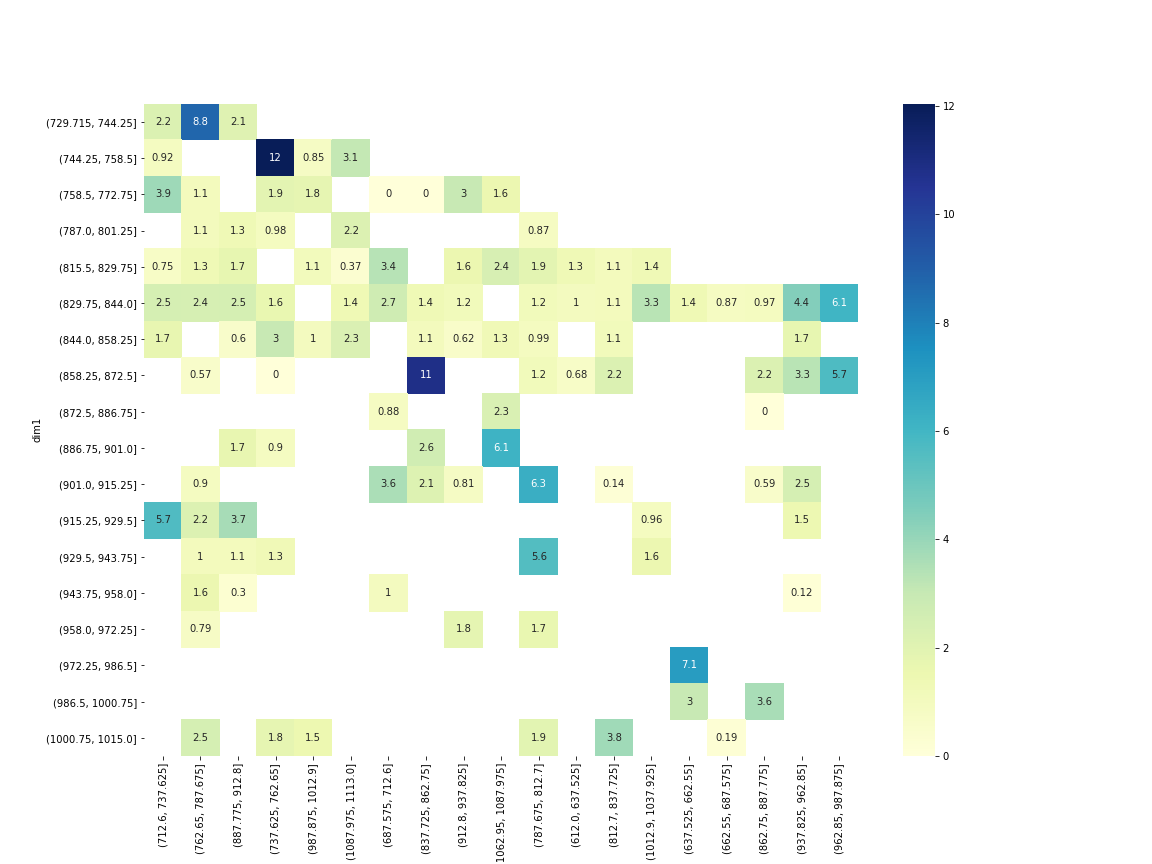 (729.715, 744.25] 2.2 8.8 2.1
(744.25, 758.5] 0.92 12 0.85 3.1
(758.5, 772.75] 3.9 1.1 1.9 1.8 0 0 3 1.6
(787.0, 801.25] 1.1 1.3 0.98 2.2 0.87
(815.5, 829.75] 0.75 1.3 1.7 1.1 0.37 3.4 1.6 2.4 1.9 1.3 1.1 1.4
(829.75, 844.0] 2.5 2.4 2.5 1.6 1.4 2.7 1.4 1.2 1.2 1 1.1 3.3 1.4 0.87 0.97 4.4 6.1
(844.0, 858.25] 1.7 0.6 3 1 2.3 1.1 0.62 1.3 0.99 1.1 1.7
(858.25, 872.5] 0.57 0 11 1.2 0.68 2.2 2.2 3.3 5.7
(872.5, 886.75] 0.88 2.3 0
(886.75, 901.0] 1.7 0.9 2.6 6.1
(901.0, 915.25] 0.9 3.6 2.1 0.81 6.3 0.14 0.59 2.5
(915.25, 929.5] 5.7 2.2 3.7 0.96 1.5
(929.5, 943.75] 1 1.1 1.3 5.6 1.6
(943.75, 958.0] 1.6 0.3 1 0.12
(958.0, 972.25] 0.79 1.8 1.7
(972.25, 986.5] 7.1
(986.5, 1000.75] 3 3.6
(1000.75, 1015.0] 2.5 1.8 1.5 1.9 3.8 0.19
dim1
(712.6, 737.625]
(762.65, 787.675]
(887.775, 912.8]
(737.625, 762.65]
(987.875, 1012.9]
(1087.975, 1113.0]
(687.575, 712.6]
(837.725, 862.75]
(912.8, 937.825]
1062.95, 1087.975]
(787.675, 812.7]
(612.0, 637.525]
(812.7, 837.725]
(1012.9, 1037.925]
(637.525, 662.55]
(662.55, 687.575]
(862.75, 887.775]
(937.825, 962.85]
(962.85, 987.875]
12
10
8
6
4
2
0